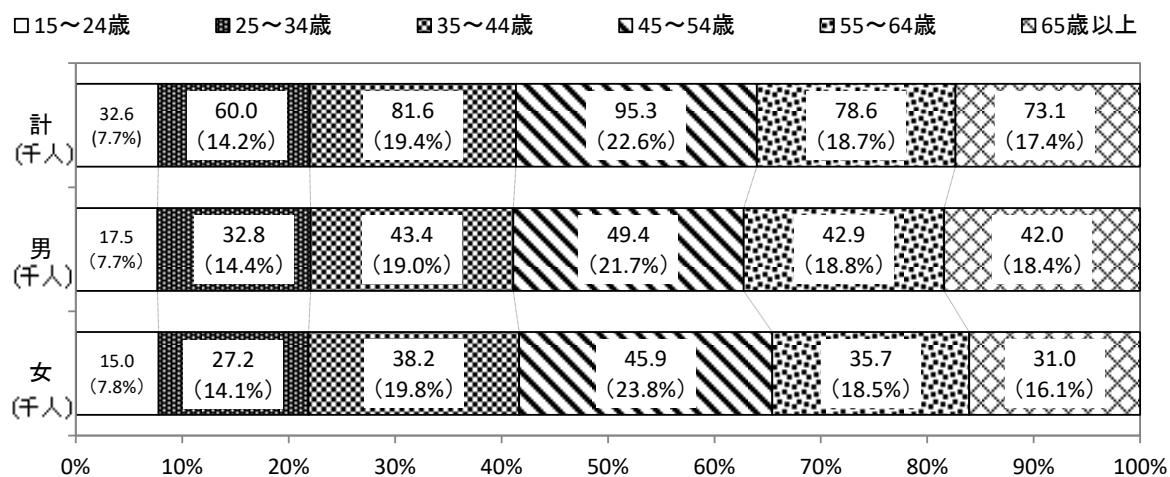 □15～24歳 ■25～34歳 ■35～44歳 ■45～54歳 ■55～64歳 ■65歳以上
計
(千人)
32.6 60.0 81.6 95.3 78.6 73.1
(7.7%) （14.2%） （19.4%） （22.6%） （18.7%） （17.4%）
男
(千人)
17.5 32.8 43.4 49.4 42.9 42.0
(7.7%) （14.4%） （19.0%） （21.7%） （18.8%） （18.4%）
女
(千人)
15.0 27.2 38.2 45.9 35.7 31.0
(7.8%) （14.1%） （19.8%） （23.8%） （18.5%） （16.1%）
0% 10% 20% 30% 40% 50% 60% 70% 80% 90% 100%